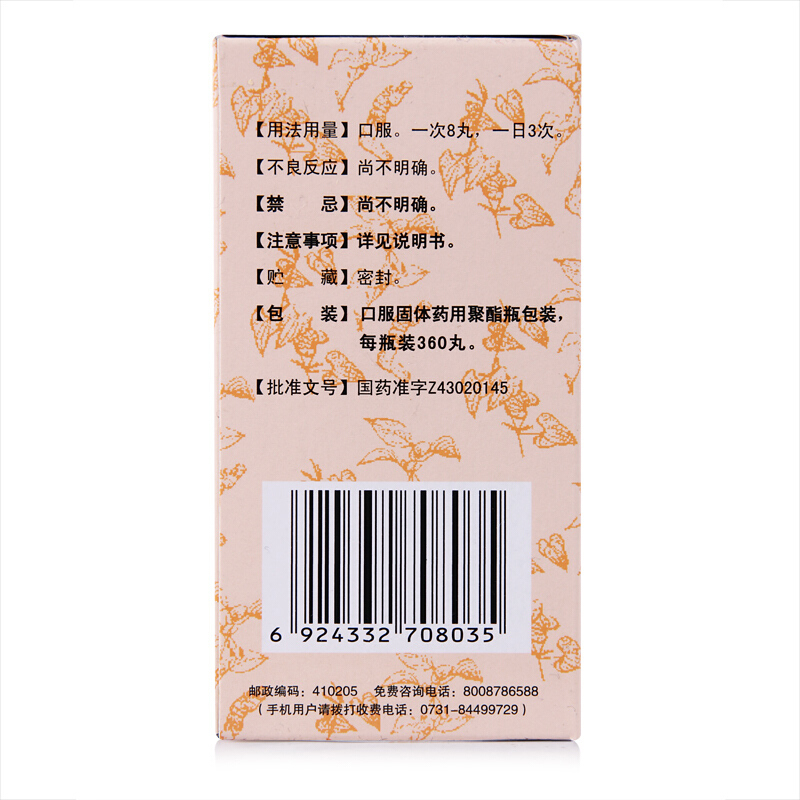 【用法用量】口服。一次8丸，一日3次。
【不良反应】尚不明确。
【禁　　忌】尚不明确。
【注意事项】详见说明书。
【贮　　藏】密封。
【包　　装】口服固体药用聚酯瓶包装，
每瓶装360丸。
【批准文号】国药准字Z43020145
6 924332 708035
邮政编码：410205　免费咨询电话：8008786588
（手机用户请拨打收费电话：0731-84499729）